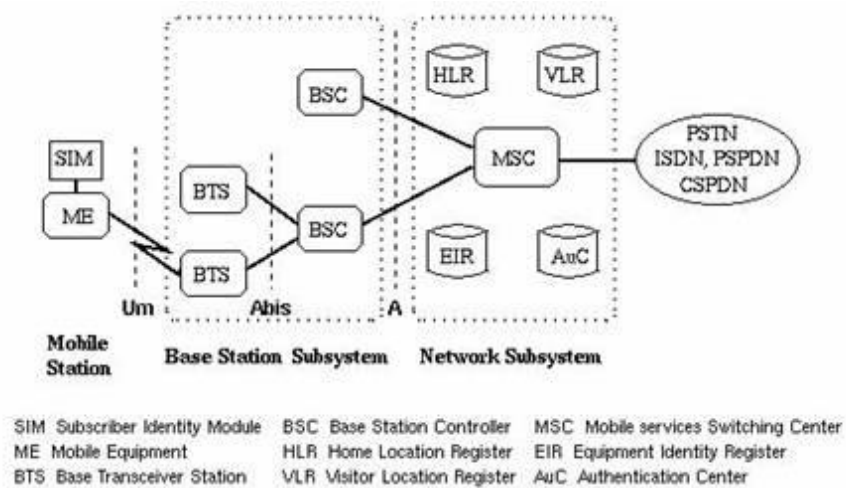 HLR
VLR
BSC
PSTN
ISDN, PSPDN
CSPDN
MSC
SIM
BTS
ME
BSC
EIR
AuC
BTS
Um
Abis
A
Mobile
Station
Base Station Subsystem
Network Subsystem
SIM Subscriber Identity Module
BSC Base Station Controller
MSC Mobile services Switching Center
ME Mobile Equipment
HLR Home Location Register
EIR Equipment Identity Register
BTS Base Transceiver Station
VLR Visitor Location Register
AuC Authentication Center